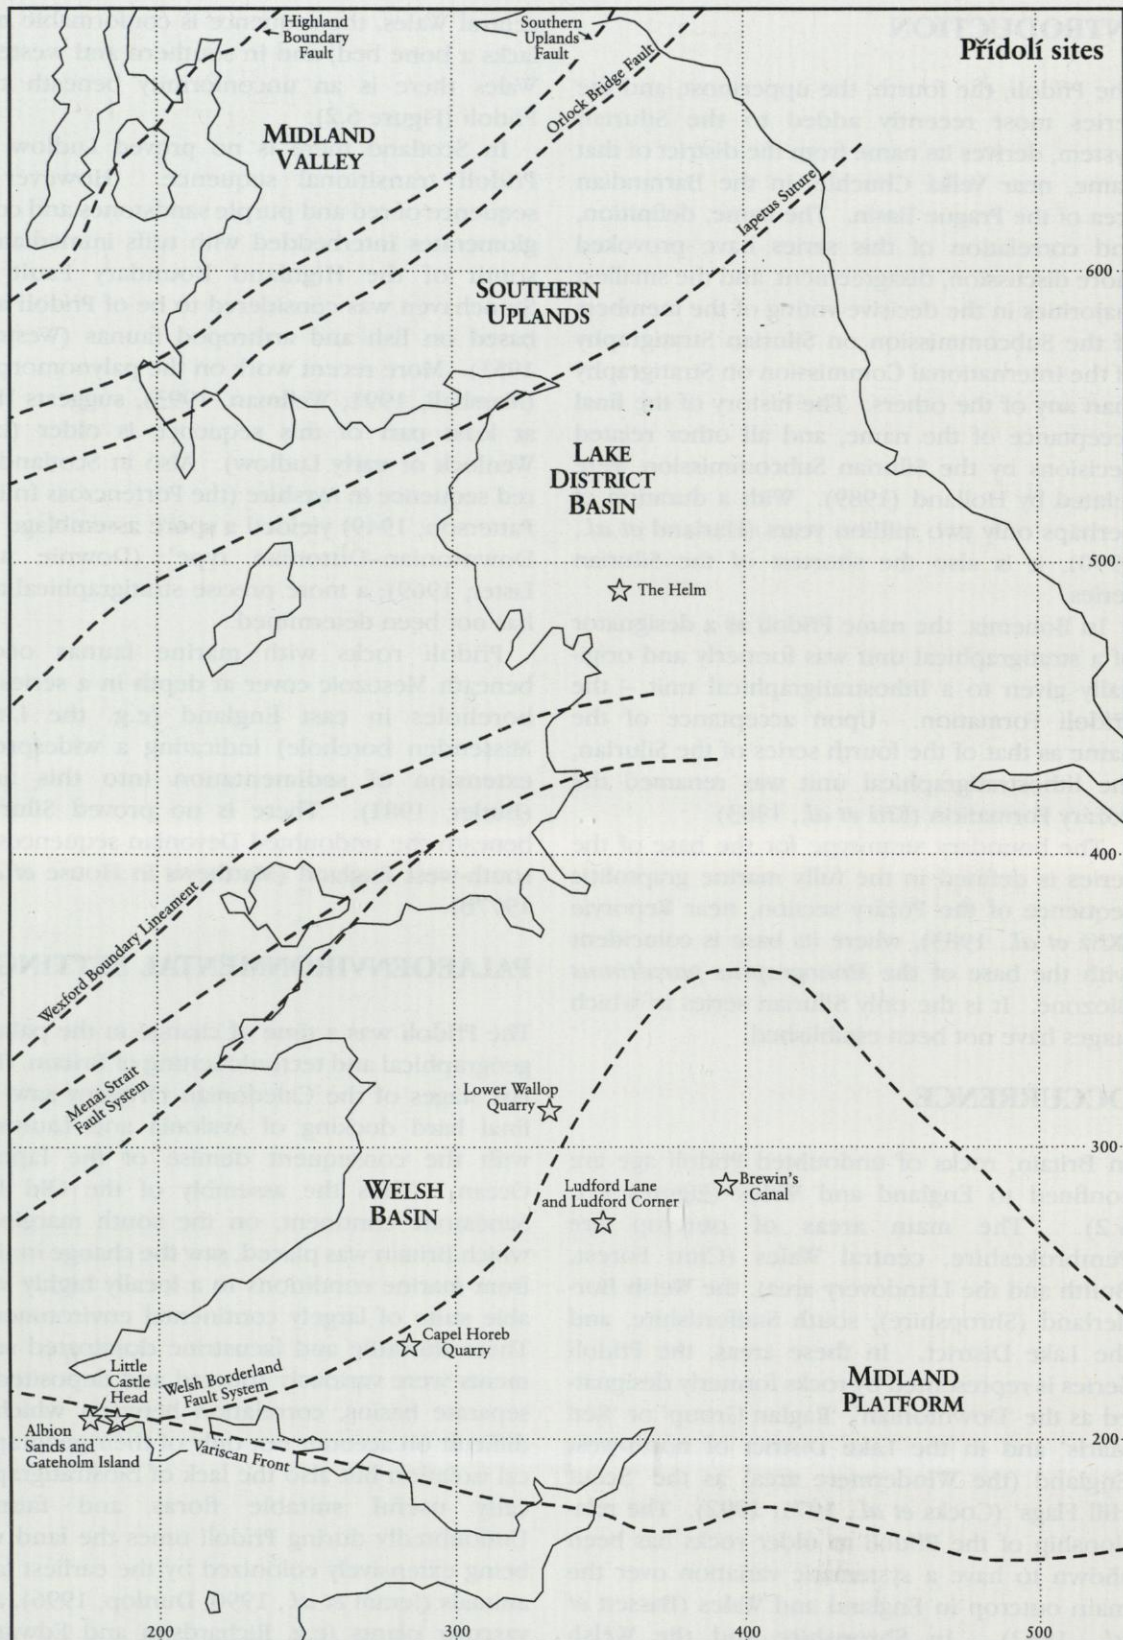 Highland
Boundary
Fault
Southern
Uplands
Fault
Orlock Bridge Fault
Přídolí sites
MIDLAND
VALLEY
Iapetus Suture
600
SOUTHERN
UPLANDS
LAKE
DISTRICT
BASIN
500
The Helm
400
Wexford Boundary Lineament
Menai Strait
Fault System
Lower Wallop
Quarry
300
WELSH
BASIN
Ludford Lane
and Ludford Corner
Brewin's
Canal
Capel Horeb
Quarry
Little
Castle
Head
Welsh Borderland
Fault System
MIDLAND
PLATFORM
Albion
Sands and
Gateholm Island
Variscan Front
200
200
300
400
500
100